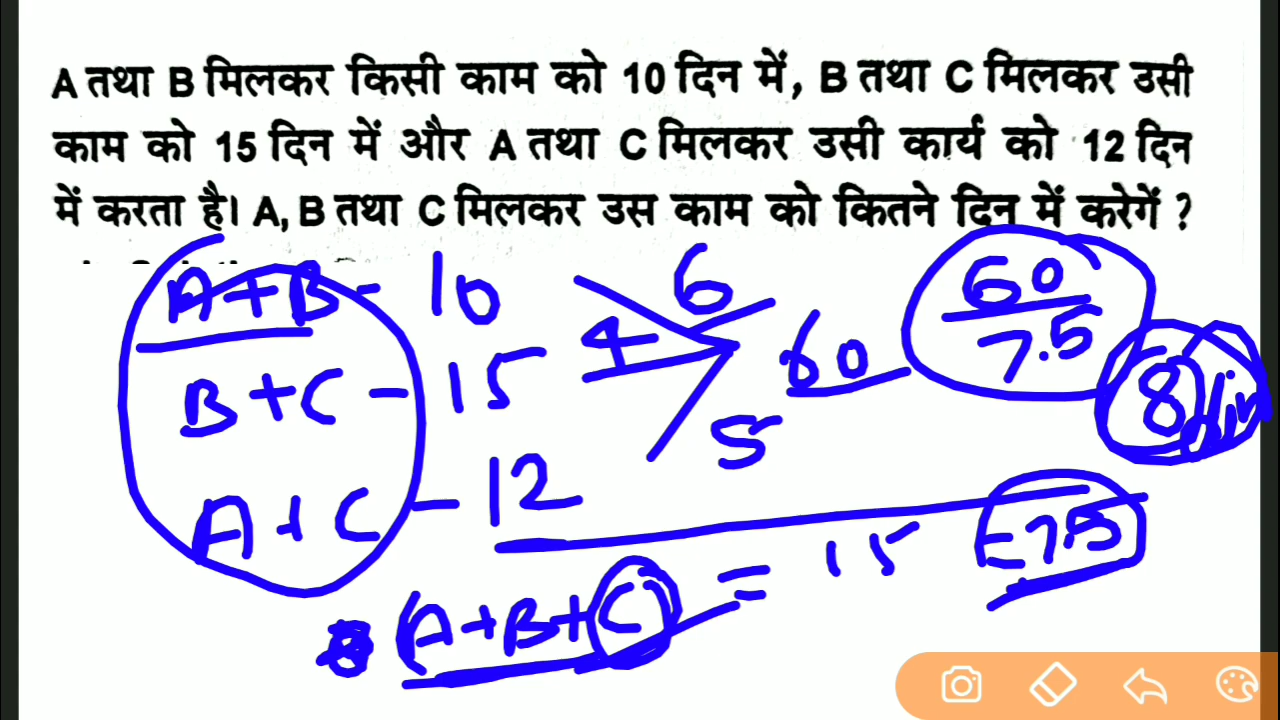 A तथा B मिलकर किसी काम को 10 दिन में, B तथा C मिलकर उसी
काम को 15 दिन में और A तथा C मिलकर उसी कार्य को 12 दिन
में करता है। A, B तथा C मिलकर उस काम को कितने दिन में करेगें ?
A+B- 10 6 60
4 60 7.5
B+C - 15 8 din
5
A+C - 12
15 7.5
(A+B+C) =